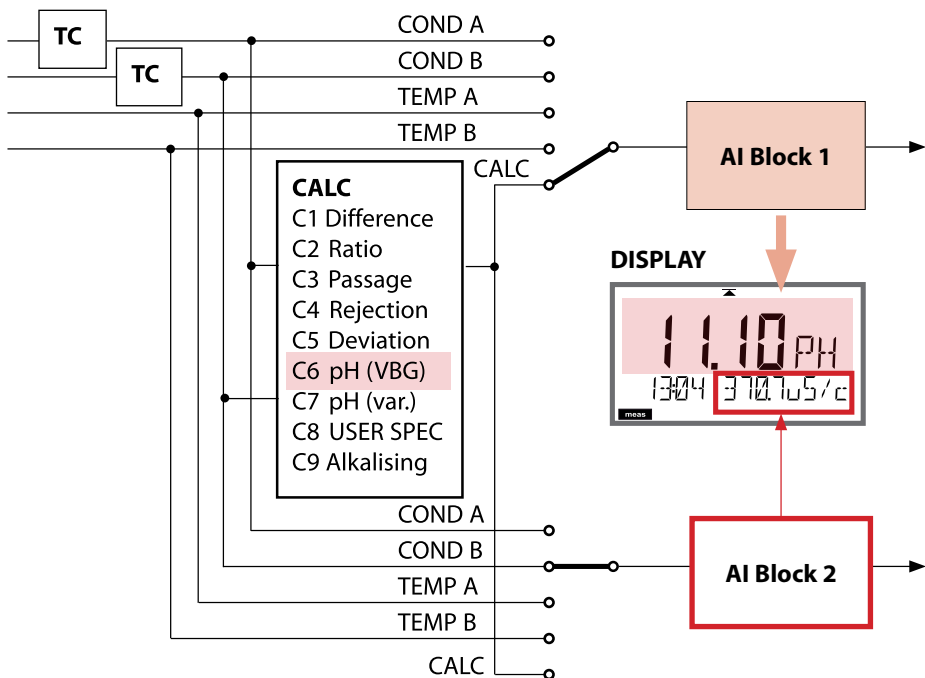 TC
TC
COND A
COND B
TEMP A
TEMP B
CALC
AI Block 1
CALC
C1 Difference
C2 Ratio
C3 Passage
C4 Rejection
C5 Deviation
C6 pH (VBG)
C7 pH (var.)
C8 USER SPEC
C9 Alkalising
DISPLAY
11.10 PH
13:04 370.7uS/c
meas
COND A
COND B
TEMP A
TEMP B
CALC
AI Block 2